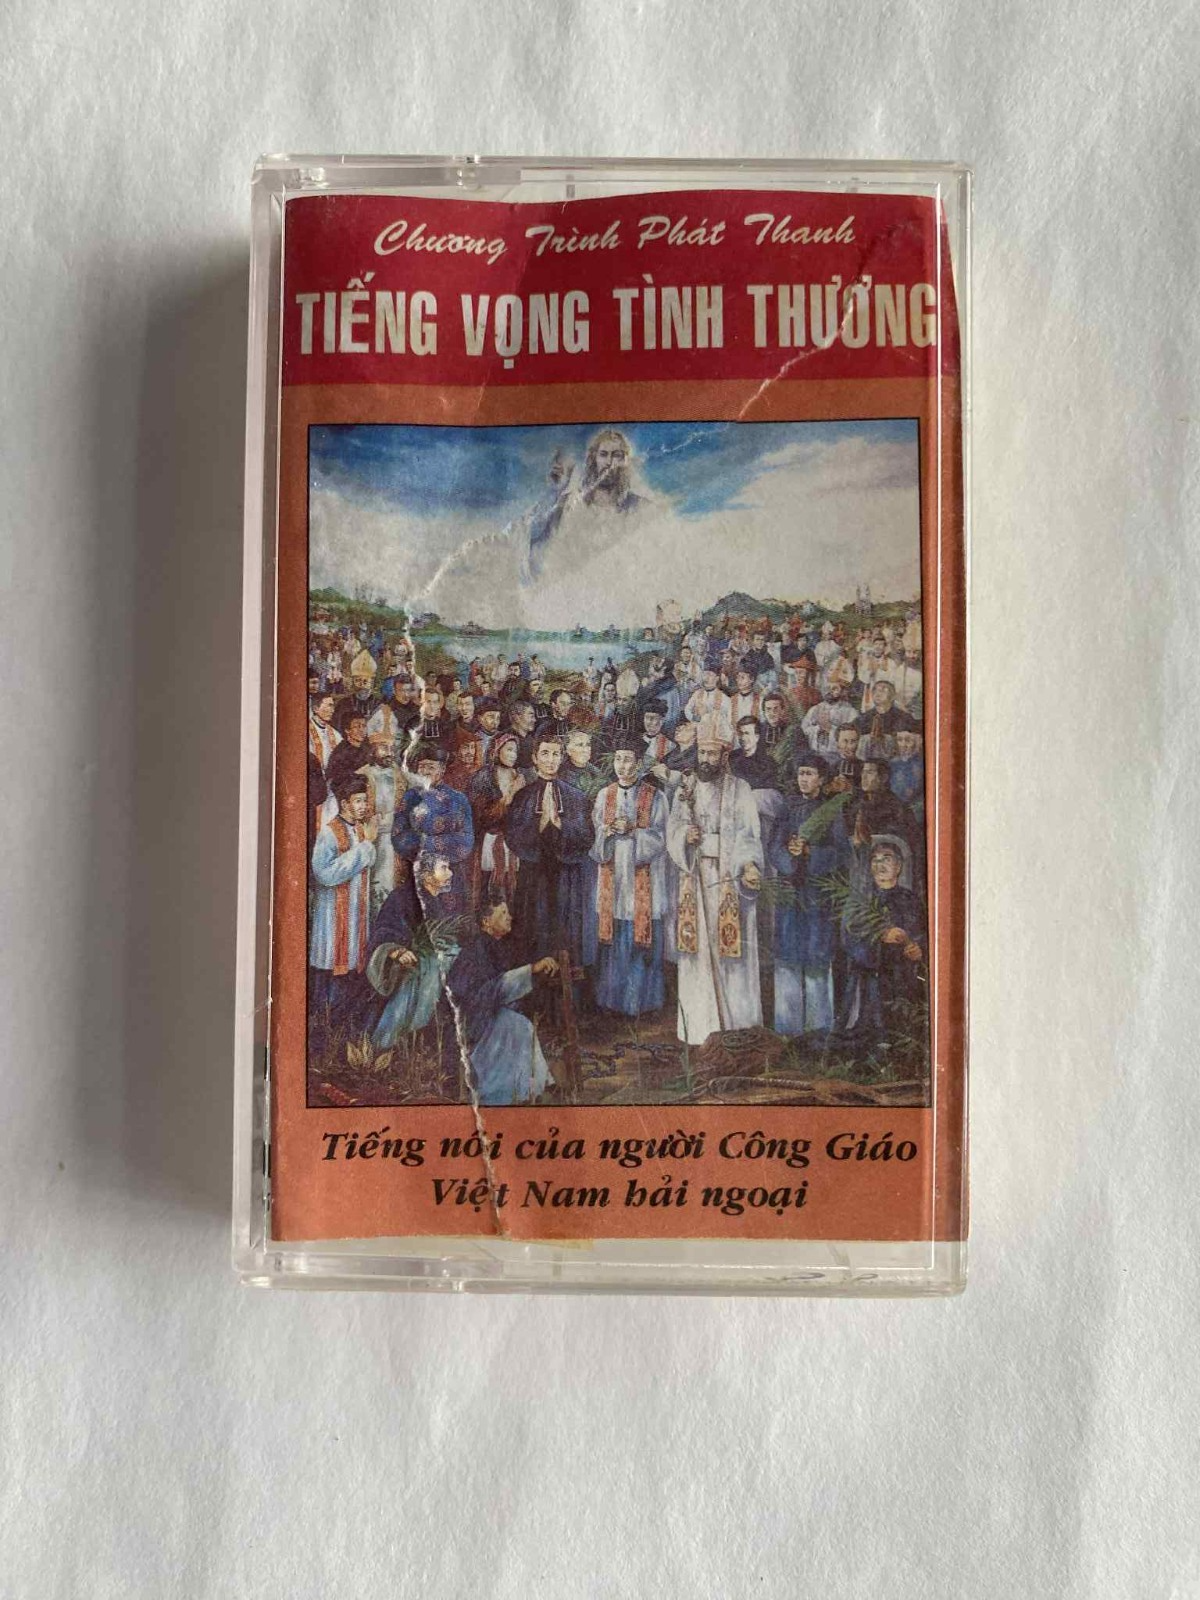 Chương Trình Phát Thanh
TIẾNG VỌNG TÌNH THƯƠNG
Tiếng nói của người Công Giáo
Việt Nam hải ngoại